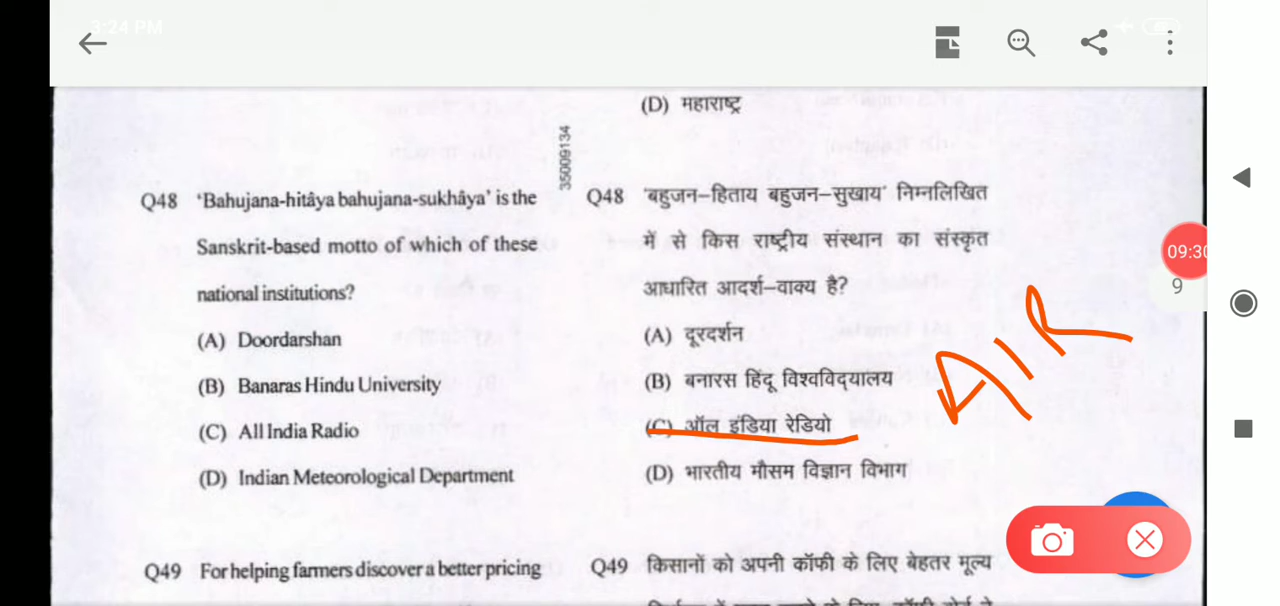 3:24 PM
(D) महाराष्ट्र
35009134
Q48 'Bahujana-hitâya bahujana-sukhâya' is the
Sanskrit-based motto of which of these
national institutions?
(A) Doordarshan
(B) Banaras Hindu University
(C) All India Radio
(D) Indian Meteorological Department
Q48 'बहुजन–हिताय बहुजन–सुखाय' निम्नलिखित
में से किस राष्ट्रीय संस्थान का संस्कृत
आधारित आदर्श–वाक्य है?
(A) दूरदर्शन
(B) बनारस हिंदू विश्वविद्यालय
(C) ऑल इंडिया रेडियो
(D) भारतीय मौसम विज्ञान विभाग
AIR
09:30
9
Q49 For helping farmers discover a better pricing
Q49 किसानों को अपनी कॉफी के लिए बेहतर मूल्य